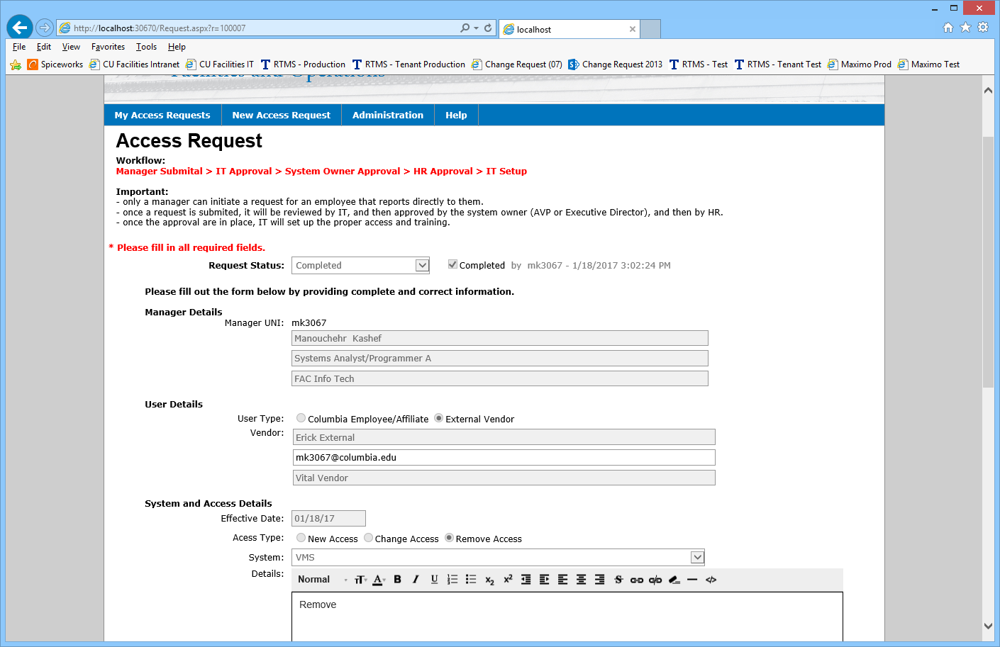 http://localhost:30670/Request.aspx?r=100007
localhost
File Edit View Favorites Tools Help
Spiceworks CU Facilities Intranet CU Facilities IT RTMS - Production RTMS - Tenant Production Change Request (07) Change Request 2013 RTMS - Test RTMS - Tenant Test Maximo Prod Maximo Test
Facilities and Operations
My Access Requests New Access Request Administration Help
Access Request
Workflow:
Manager Submital > IT Approval > System Owner Approval > HR Approval > IT Setup
Important:
- only a manager can initiate a request for an employee that reports directly to them.
- once a request is submited, it will be reviewed by IT, and then approved by the system owner (AVP or Executive Director), and then by HR.
- once the approval are in place, IT will set up the proper access and training.
* Please fill in all required fields.
Request Status: Completed Completed by mk3067 - 1/18/2017 3:02:24 PM
Please fill out the form below by providing complete and correct information.
Manager Details
Manager UNI: mk3067
Manouchehr Kashef
Systems Analyst/Programmer A
FAC Info Tech
User Details
User Type: Columbia Employee/Affiliate External Vendor
Vendor: Erick External
mk3067@columbia.edu
Vital Vendor
System and Access Details
Effective Date: 01/18/17
Acess Type: New Access Change Access Remove Access
System: VMS
Details: Normal
Remove